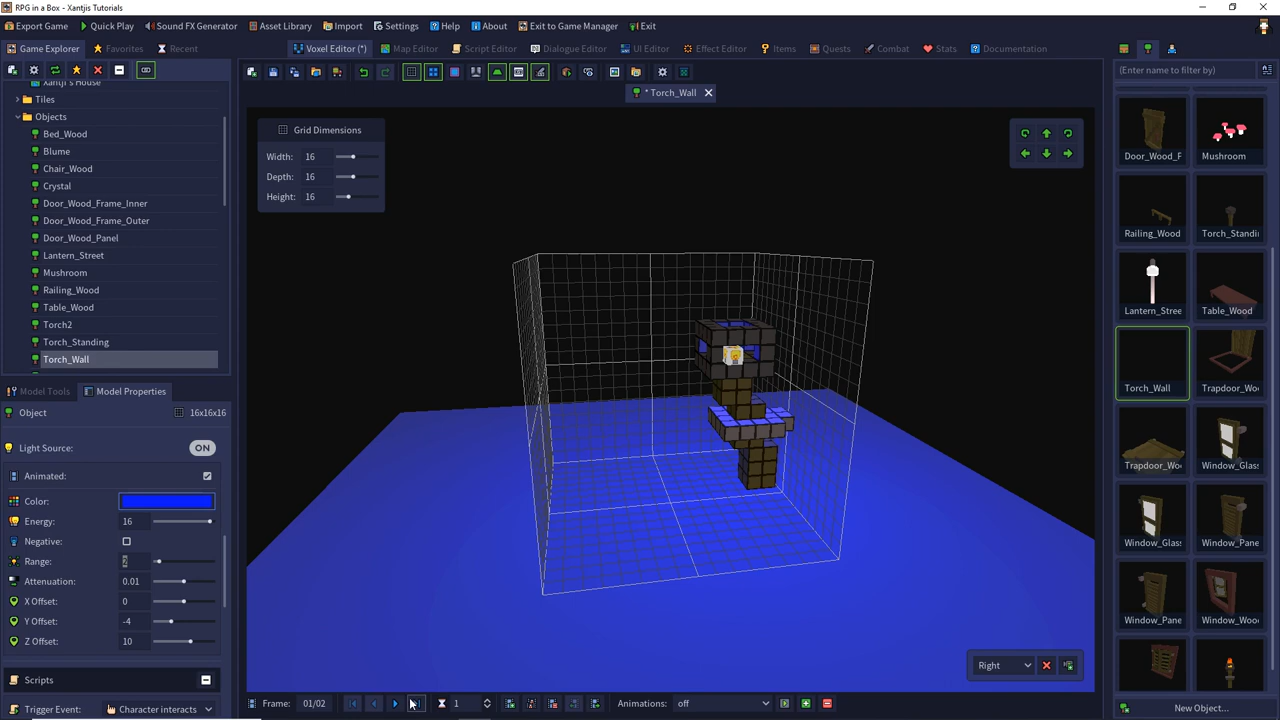 RPG in a Box - Xantjis Tutorials
Export Game Quick Play Sound FX Generator Asset Library Import Settings Help About Exit to Game Manager Exit
Game Explorer Favorites Recent Voxel Editor (*) Map Editor Script Editor Dialogue Editor UI Editor Effect Editor Items Quests Combat Stats Documentation
(Enter name to filter by)
Xantji's House
Tiles
Objects
Bed_Wood
Blume
Chair_Wood
Crystal
Door_Wood_Frame_Inner
Door_Wood_Frame_Outer
Door_Wood_Panel
Lantern_Street
Mushroom
Railing_Wood
Table_Wood
Torch2
Torch_Standing
Torch_Wall
Model Tools Model Properties
Object 16x16x16
Light Source: ON
Animated:
Color:
Energy: 16
Negative:
Range: 2
Attenuation: 0.01
X Offset: 0
Y Offset: -4
Z Offset: 10
Scripts
Trigger Event: Character interacts
* Torch_Wall
Grid Dimensions
Width: 16
Depth: 16
Height: 16
Right
Frame: 01/02 1 Animations: off
Door_Wood_F Mushroom
Railing_Wood Torch_Standi
Lantern_Stree Table_Wood
Torch_Wall Trapdoor_Wo
Trapdoor_Wo Window_Glas
Window_Glas Window_Pane
Window_Pane Window_Woo
New Object...